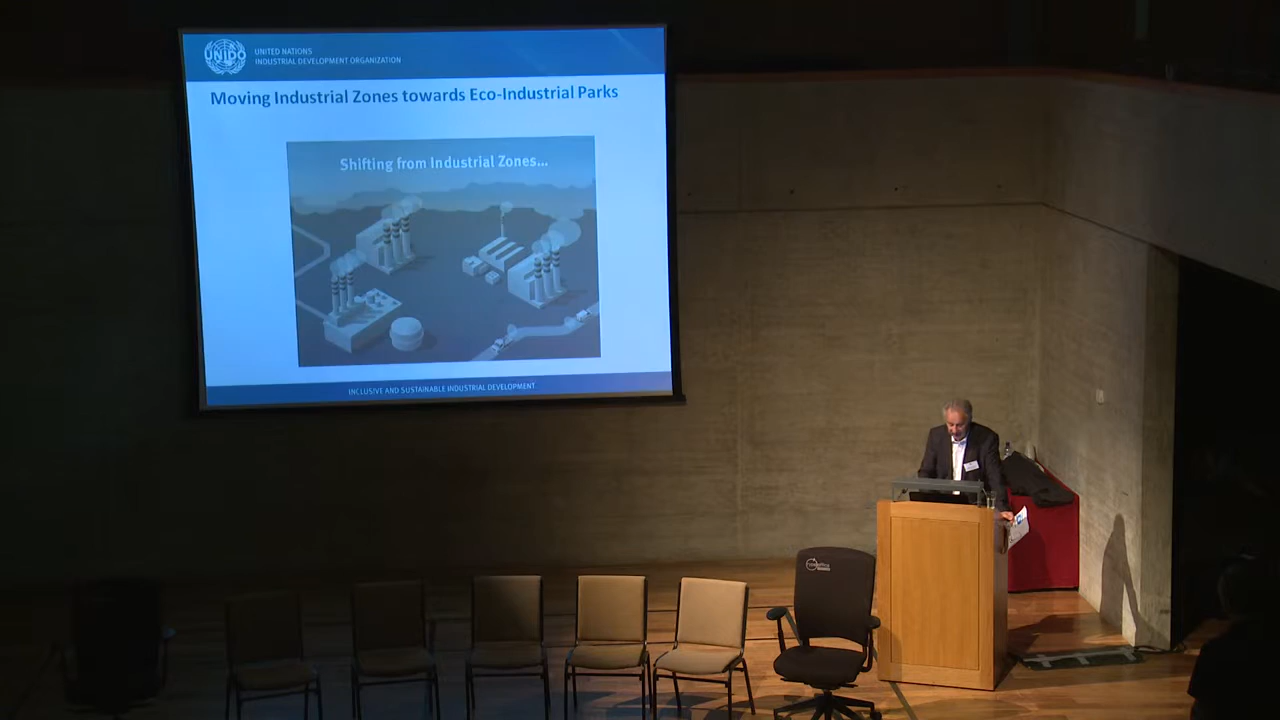 UNIDO
UNITED NATIONS
INDUSTRIAL DEVELOPMENT ORGANIZATION
Moving Industrial Zones towards Eco-Industrial Parks
Shifting from Industrial Zones...
INCLUSIVE AND SUSTAINABLE INDUSTRIAL DEVELOPMENT